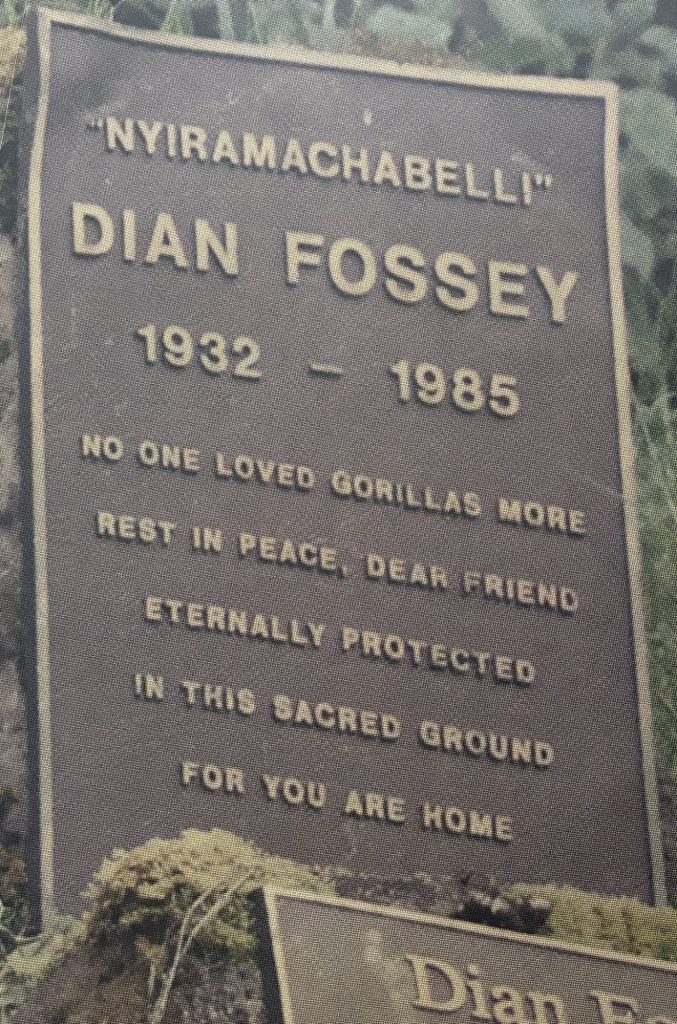 "NYIRAMACHABELLI"
DIAN FOSSEY
1932 – 1985
NO ONE LOVED GORILLAS MORE
REST IN PEACE, DEAR FRIEND
ETERNALLY PROTECTED
IN THIS SACRED GROUND
FOR YOU ARE HOME
Dian